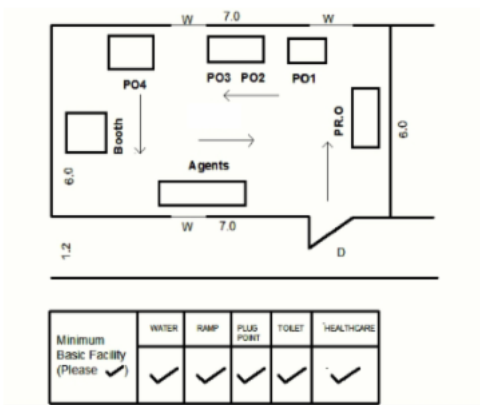 W 7.0 W
PO4 PO3 PO2 PO1
PR.O
Booth
6.0
6.0
Agents
W 7.0
D
1.2
Minimum
Basic Facility
(Please ✓)
WATER RAMP PLUG POINT TOILET HEALTHCARE
✓ ✓ ✓ ✓ ✓